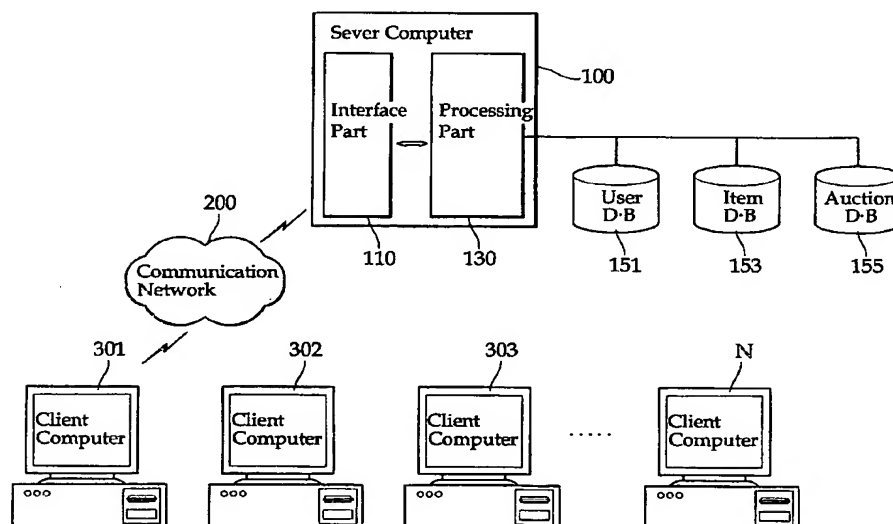 Sever Computer
100
Interface
Part
Processing
Part
User
D·B
Item
D·B
Auction
D·B
200
110
130
151
153
155
Communication
Network
301
302
303
N
Client
Computer
Client
Computer
Client
Computer
.....
Client
Computer